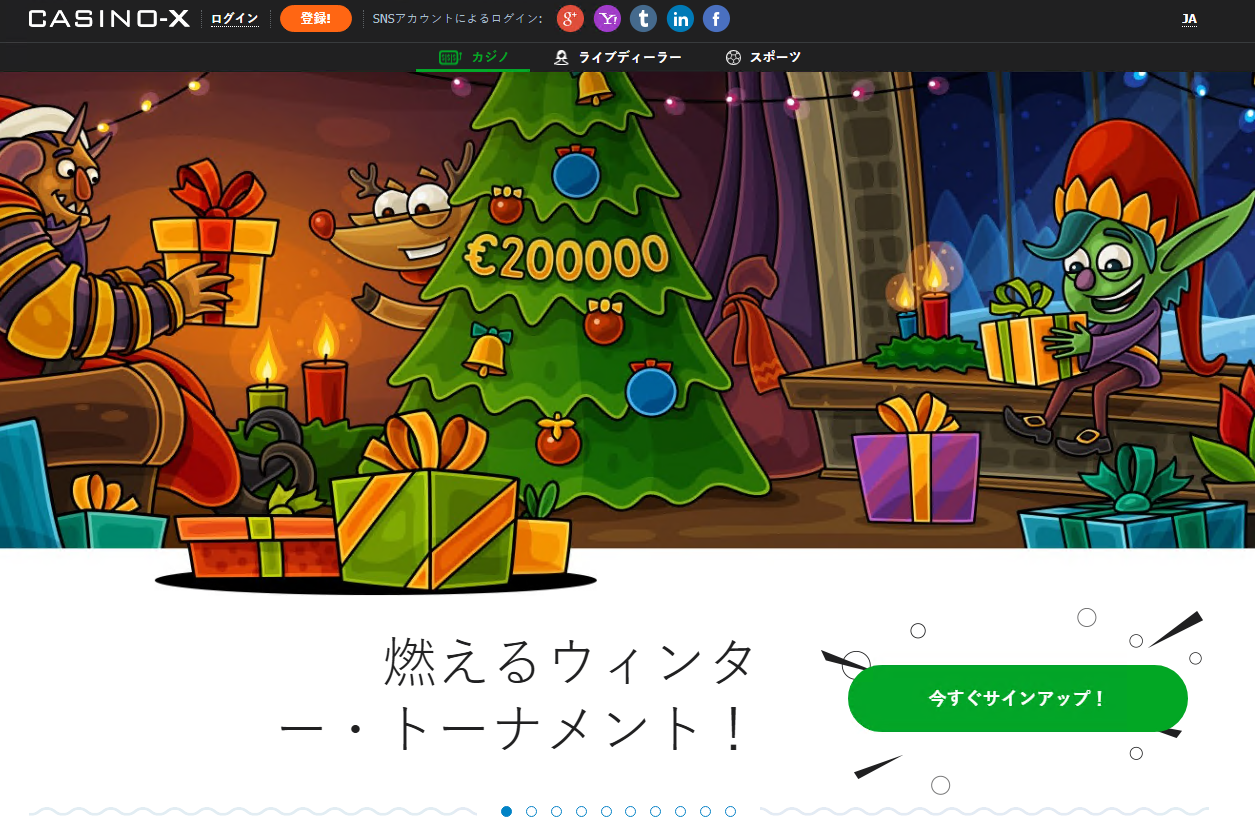 CASINO-X ログイン 登録! SNSアカウントによるログイン: g+ Y! t in f JA
カジノ ライブディーラー スポーツ
€200000
燃えるウィンタ
ー・トーナメント！
今すぐサインアップ！